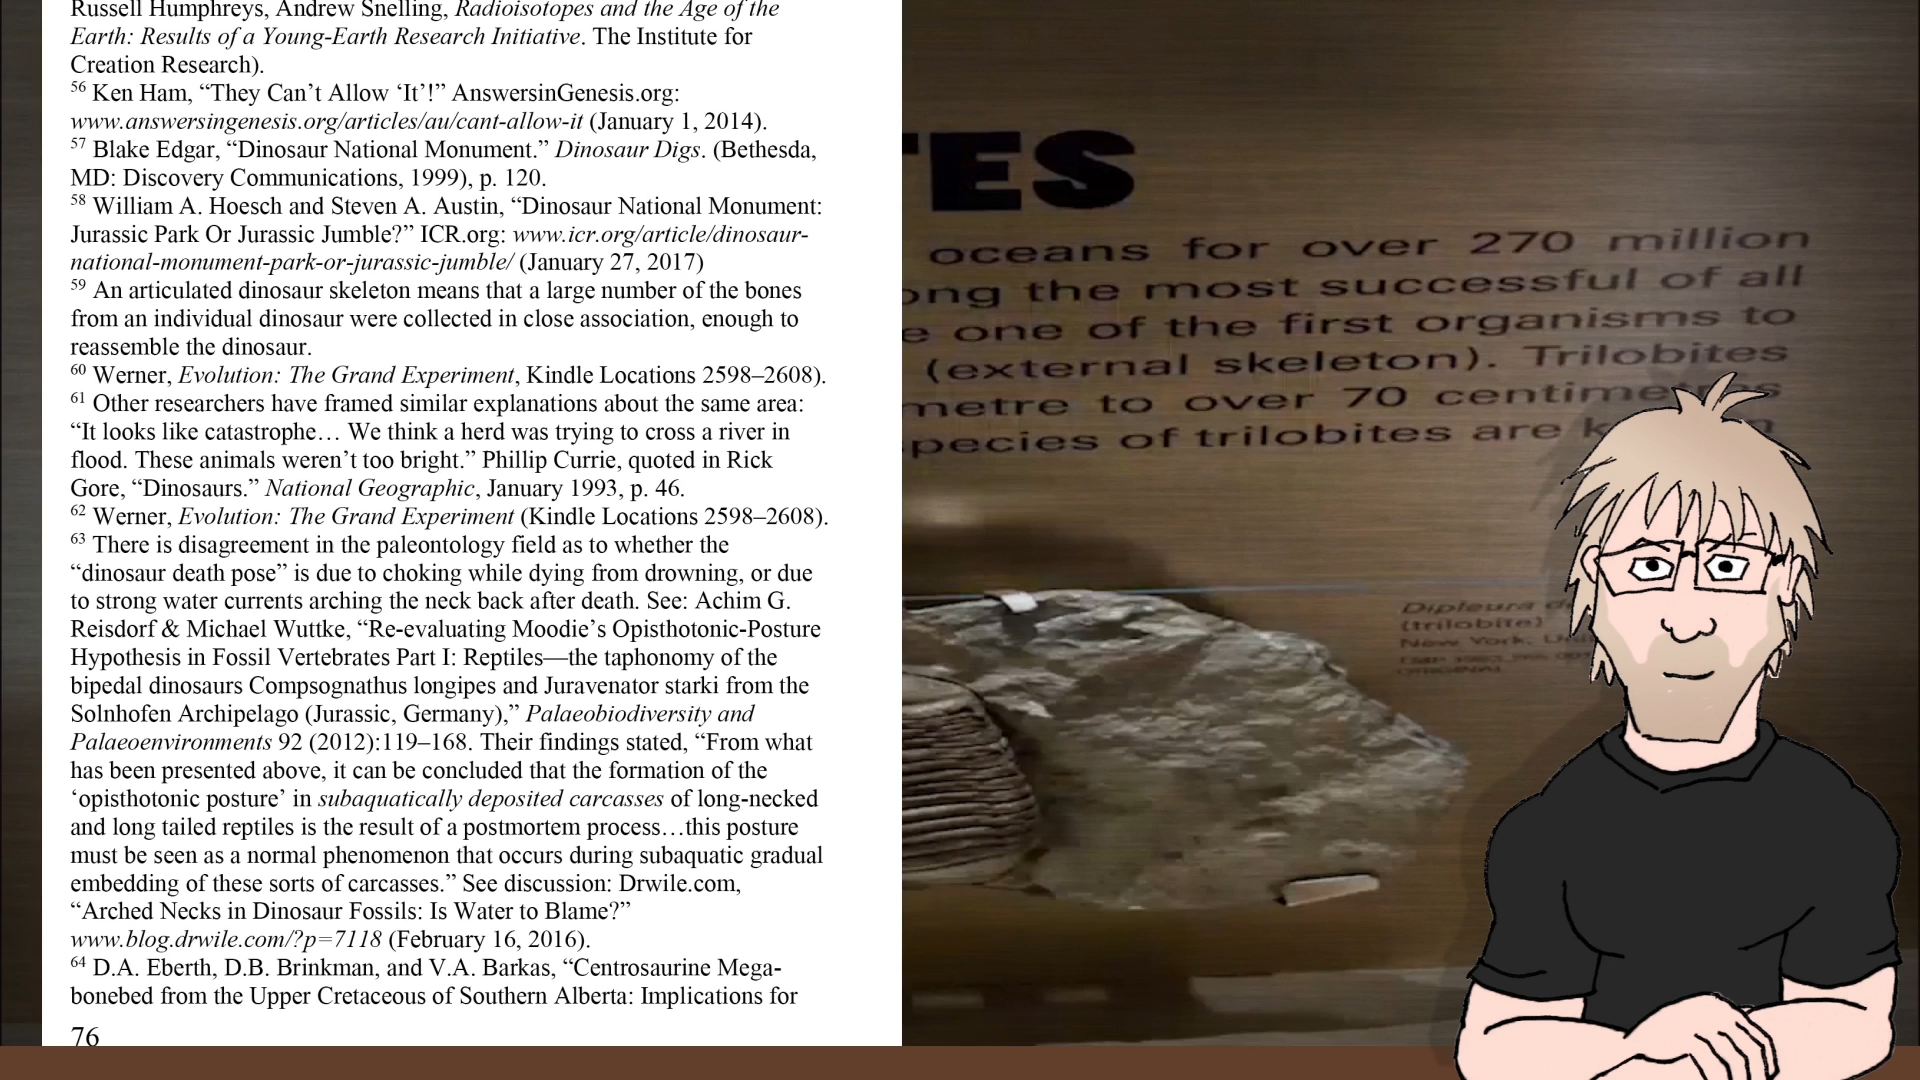 Russell Humphreys, Andrew Snelling, Radioisotopes and the Age of the
Earth: Results of a Young-Earth Research Initiative. The Institute for
Creation Research).
56 Ken Ham, “They Can’t Allow ‘It’!” AnswersinGenesis.org:
www.answersingenesis.org/articles/au/cant-allow-it (January 1, 2014).
57 Blake Edgar, “Dinosaur National Monument.” Dinosaur Digs. (Bethesda,
MD: Discovery Communications, 1999), p. 120.
58 William A. Hoesch and Steven A. Austin, “Dinosaur National Monument:
Jurassic Park Or Jurassic Jumble?” ICR.org: www.icr.org/article/dinosaur-
national-monument-park-or-jurassic-jumble/ (January 27, 2017)
59 An articulated dinosaur skeleton means that a large number of the bones
from an individual dinosaur were collected in close association, enough to
reassemble the dinosaur.
60 Werner, Evolution: The Grand Experiment, Kindle Locations 2598–2608).
61 Other researchers have framed similar explanations about the same area:
“It looks like catastrophe… We think a herd was trying to cross a river in
flood. These animals weren’t too bright.” Phillip Currie, quoted in Rick
Gore, “Dinosaurs.” National Geographic, January 1993, p. 46.
62 Werner, Evolution: The Grand Experiment (Kindle Locations 2598–2608).
63 There is disagreement in the paleontology field as to whether the
“dinosaur death pose” is due to choking while dying from drowning, or due
to strong water currents arching the neck back after death. See: Achim G.
Reisdorf & Michael Wuttke, “Re-evaluating Moodie’s Opisthotonic-Posture
Hypothesis in Fossil Vertebrates Part I: Reptiles—the taphonomy of the
bipedal dinosaurs Compsognathus longipes and Juravenator starki from the
Solnhofen Archipelago (Jurassic, Germany),” Palaeobiodiversity and
Palaeoenvironments 92 (2012):119–168. Their findings stated, “From what
has been presented above, it can be concluded that the formation of the
‘opisthotonic posture’ in subaquatically deposited carcasses of long-necked
and long tailed reptiles is the result of a postmortem process…this posture
must be seen as a normal phenomenon that occurs during subaquatic gradual
embedding of these sorts of carcasses.” See discussion: Drwile.com,
“Arched Necks in Dinosaur Fossils: Is Water to Blame?”
www.blog.drwile.com/?p=7118 (February 16, 2016).
64 D.A. Eberth, D.B. Brinkman, and V.A. Barkas, “Centrosaurine Mega-
bonebed from the Upper Cretaceous of Southern Alberta: Implications for
76
TES
oceans for over 270 million
ong the most successful of all
e one of the first organisms to
(external skeleton). Trilobites
metre to over 70 centimetres
pecies of trilobites are
Dipleura
(trilobite)
New York,